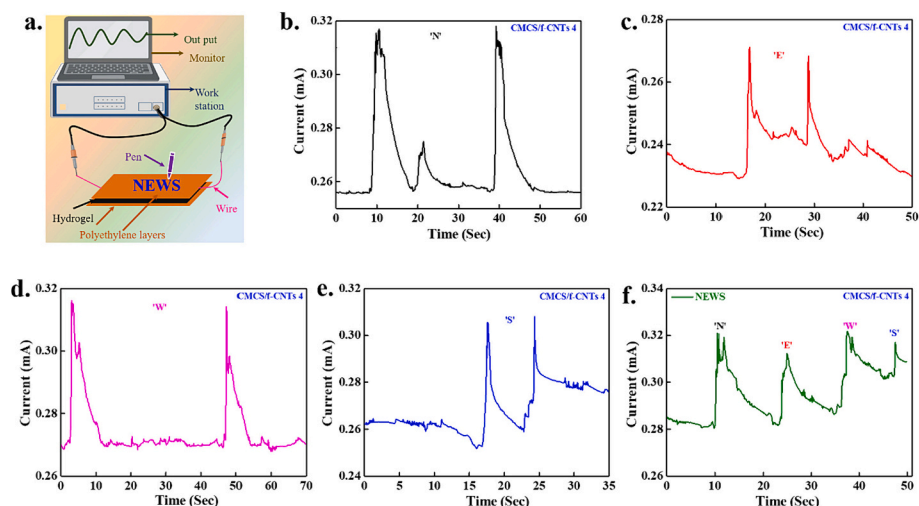 a.
Out put
Monitor
Work
station
Pen
NEWS
Wire
Hydrogel
Polyethylene layers
b.
CMCS/f-CNTs 4
'N'
Current (mA)
0.32
0.30
0.28
0.26
0 10 20 30 40 50 60
Time (Sec)
c.
CMCS/f-CNTs 4
'E'
Current (mA)
0.28
0.26
0.24
0.22
0 10 20 30 40 50
Time (Sec)
d.
CMCS/f-CNTs 4
'W'
Current (mA)
0.32
0.30
0.28
0.26
0 10 20 30 40 50 60 70
Time (Sec)
e.
CMCS/f-CNTs 4
'S'
Current (mA)
0.32
0.30
0.28
0.26
0.24
0 5 10 15 20 25 30 35
Time (Sec)
f.
NEWS
CMCS/f-CNTs 4
'N' 'E' 'W' 'S'
Current (mA)
0.34
0.32
0.30
0.28
0.26
0 10 20 30 40 50
Time (Sec)